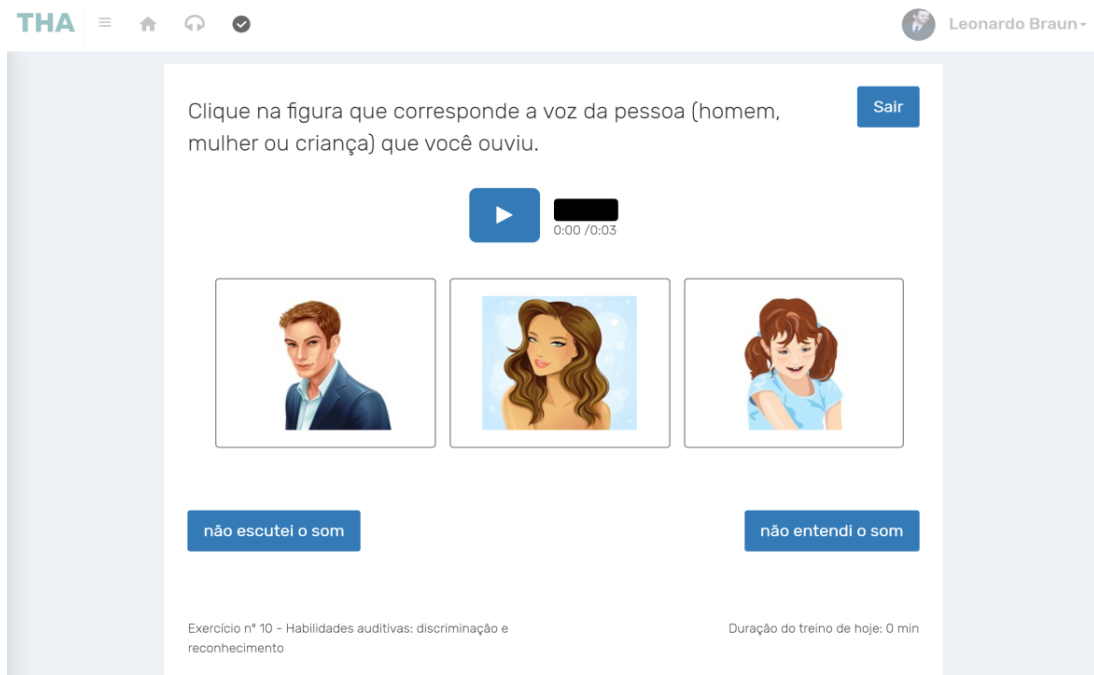 THA
Leonardo Braun
Clique na figura que corresponde a voz da pessoa (homem,
mulher ou criança) que você ouviu.
Sair
0:00 /0:03
não escutei o som
não entendi o som
Exercício nº 10 - Habilidades auditivas: discriminação e
reconhecimento
Duração do treino de hoje: 0 min